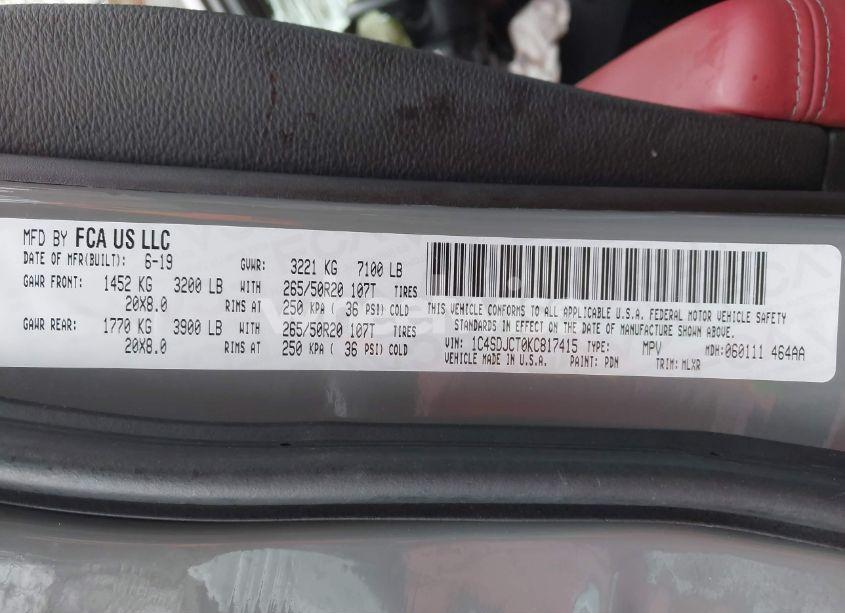 MFD BY FCA US LLC
DATE OF MFR(BUILT): 6-19 GVWR: 3221 KG 7100 LB
GAWR FRONT: 1452 KG 3200 LB WITH 265/50R20 107T TIRES
20X8.0 RIMS AT 250 KPA ( 36 PSI) COLD
GAWR REAR: 1770 KG 3900 LB WITH 265/50R20 107T TIRES
20X8.0 RIMS AT 250 KPA ( 36 PSI) COLD
THIS VEHICLE CONFORMS TO ALL APPLICABLE U.S.A. FEDERAL MOTOR VEHICLE SAFETY
STANDARDS IN EFFECT ON THE DATE OF MANUFACTURE SHOWN ABOVE.
VIN: 1C4SDJCT0KC817415 TYPE: MPV MDH:060111 464AA
VEHICLE MADE IN U.S.A. PAINT: PDN TRIM: MLXR